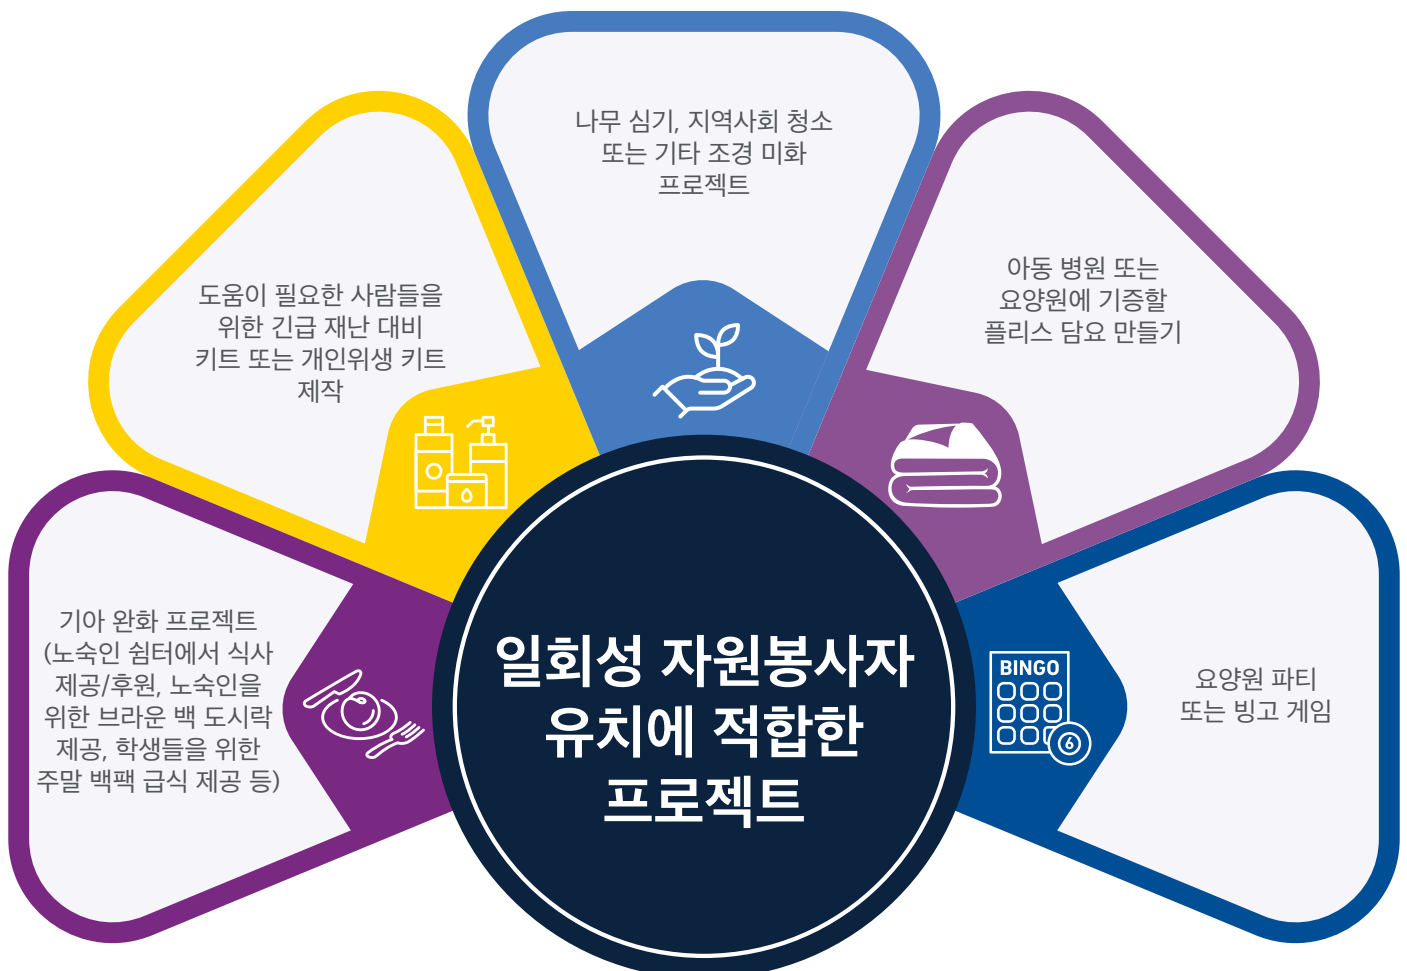 나무 심기, 지역사회 청소
또는 기타 조경 미화
프로젝트
도움이 필요한 사람들을
위한 긴급 재난 대비
키트 또는 개인위생 키트
제작
아동 병원 또는
요양원에 기증할
플리스 담요 만들기
기아 완화 프로젝트
(노숙인 쉼터에서 식사
제공/후원, 노숙인을
위한 브라운 백 도시락
제공, 학생들을 위한
주말 백팩 급식 제공 등)
일회성 자원봉사자
유치에 적합한
프로젝트
BINGO
6
요양원 파티
또는 빙고 게임